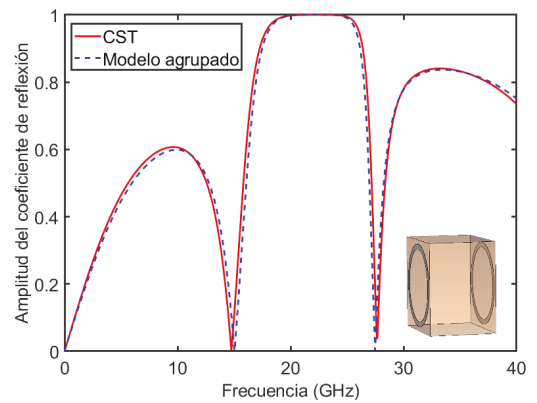 1
0.8
0.6
0.4
0.2
0
Amplitud del coeficiente de reflexión
CST
Modelo agrupado
0 10 20 30 40
Frecuencia (GHz)